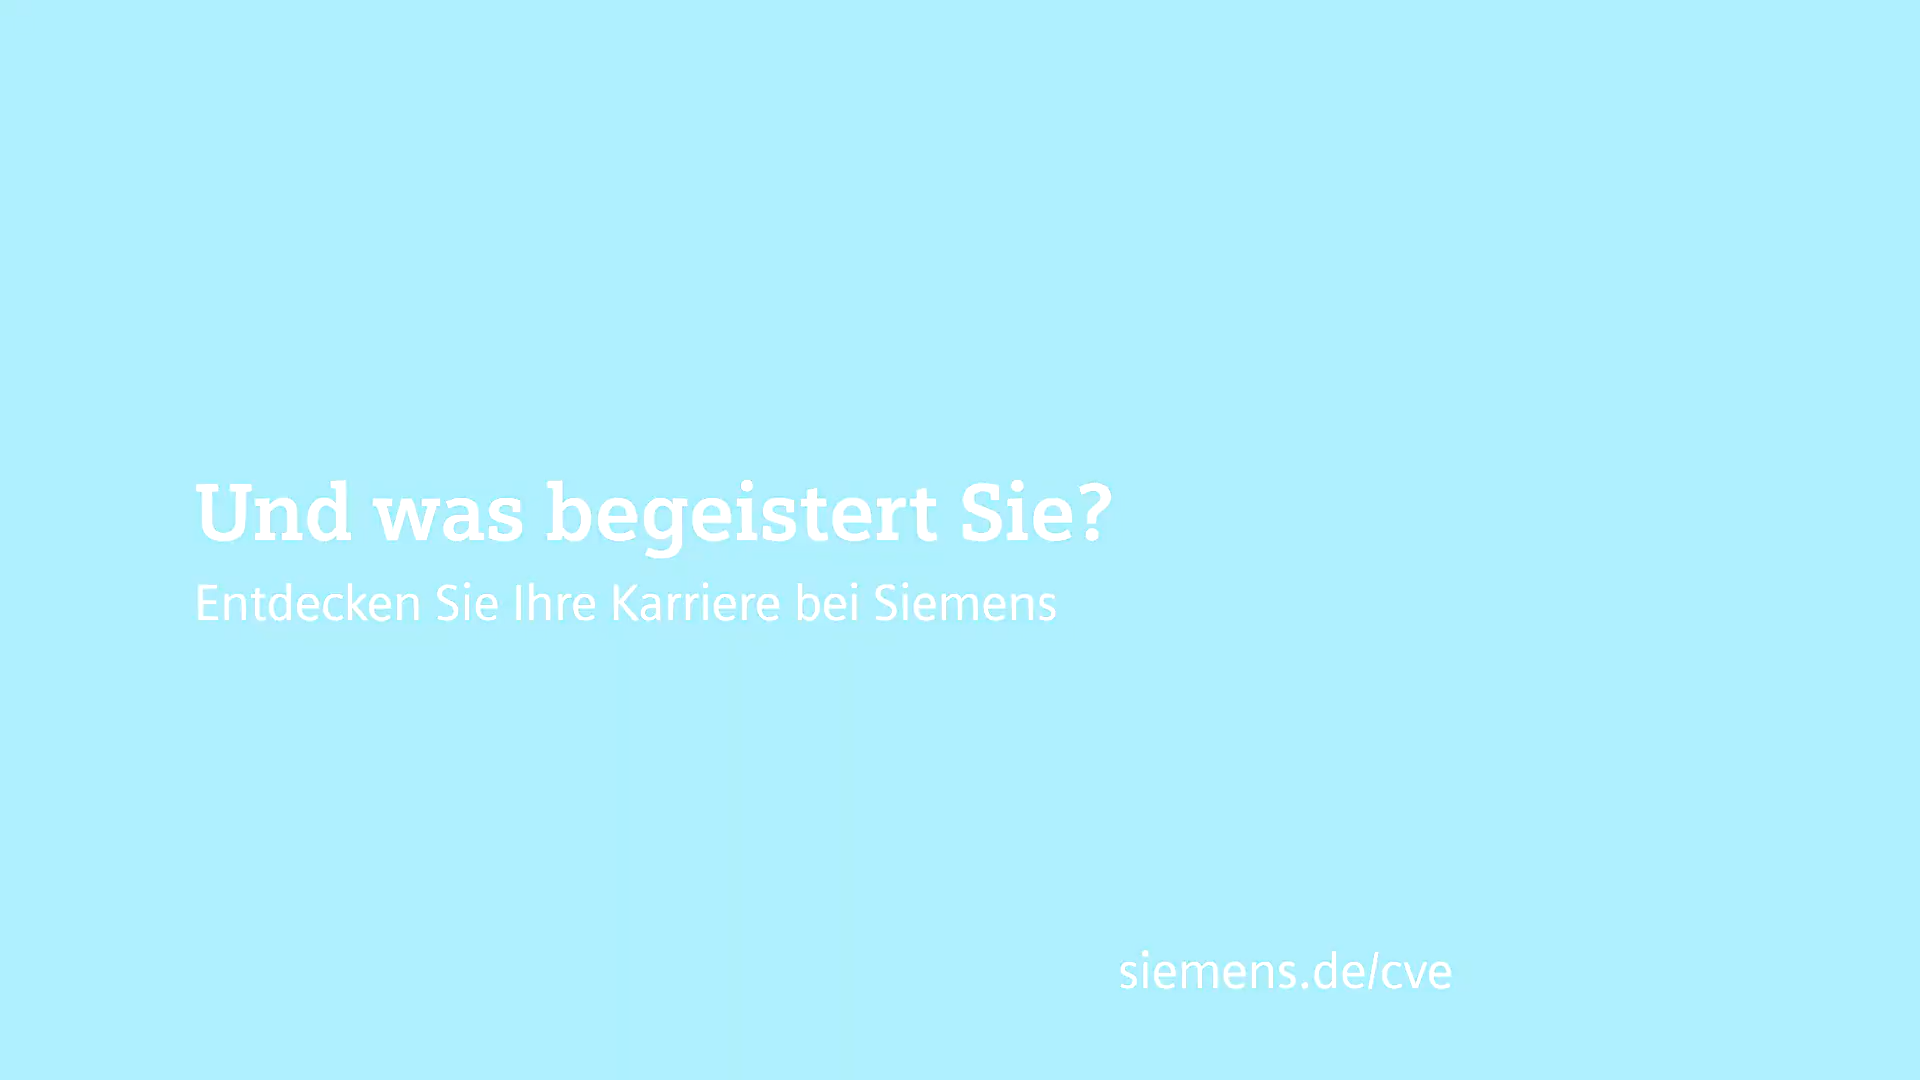 Und was begeistert Sie?
Entdecken Sie Ihre Karriere bei Siemens
siemens.de/cve